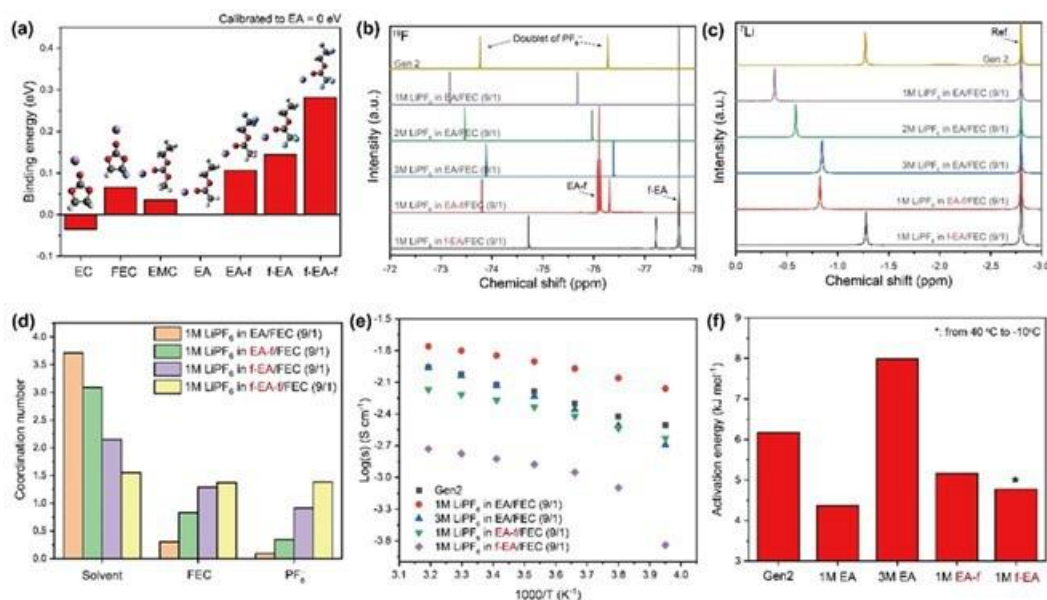 (a)
Calibrated to EA = 0 eV
Binding energy (eV)
0.4
0.3
0.2
0.1
0.0
-0.1
EC FEC EMC EA EA-f f-EA f-EA-f
(b)
¹⁹F
Doublet of PF₆⁻
Gen 2
1M LiPF₆ in EA/FEC (9/1)
2M LiPF₆ in EA/FEC (9/1)
3M LiPF₆ in EA/FEC (9/1)
EA-f
f-EA
1M LiPF₆ in EA-f/FEC (9/1)
1M LiPF₆ in f-EA/FEC (9/1)
Intensity (a.u.)
-72 -73 -74 -75 -76 -77 -78
Chemical shift (ppm)
(c)
⁷Li
Ref
Gen 2
1M LiPF₆ in EA/FEC (9/1)
2M LiPF₆ in EA/FEC (9/1)
3M LiPF₆ in EA/FEC (9/1)
1M LiPF₆ in EA-f/FEC (9/1)
1M LiPF₆ in f-EA/FEC (9/1)
Intensity (a.u.)
0.0 -0.5 -1.0 -1.5 -2.0 -2.5 -3.0
Chemical shift (ppm)
(d)
1M LiPF₆ in EA/FEC (9/1)
1M LiPF₆ in EA-f/FEC (9/1)
1M LiPF₆ in f-EA/FEC (9/1)
1M LiPF₆ in f-EA-f/FEC (9/1)
Coordination number
4.0
3.5
3.0
2.5
2.0
1.5
1.0
0.5
0.0
Solvent FEC PF₆
(e)
Log(s) (S cm⁻¹)
-1.5
-1.8
-2.1
-2.4
-2.7
-3.0
-3.8
Gen2
1M LiPF₆ in EA/FEC (9/1)
3M LiPF₆ in EA/FEC (9/1)
1M LiPF₆ in EA-f/FEC (9/1)
1M LiPF₆ in f-EA/FEC (9/1)
3.1 3.2 3.3 3.4 3.5 3.6 3.7 3.8 3.9 4.0
1000/T (K⁻¹)
(f)
*: from 40 °C to -10°C
Activation energy (kJ mol⁻¹)
9
8
7
6
5
4
3
*
Gen2 1M EA 3M EA 1M EA-f 1M f-EA